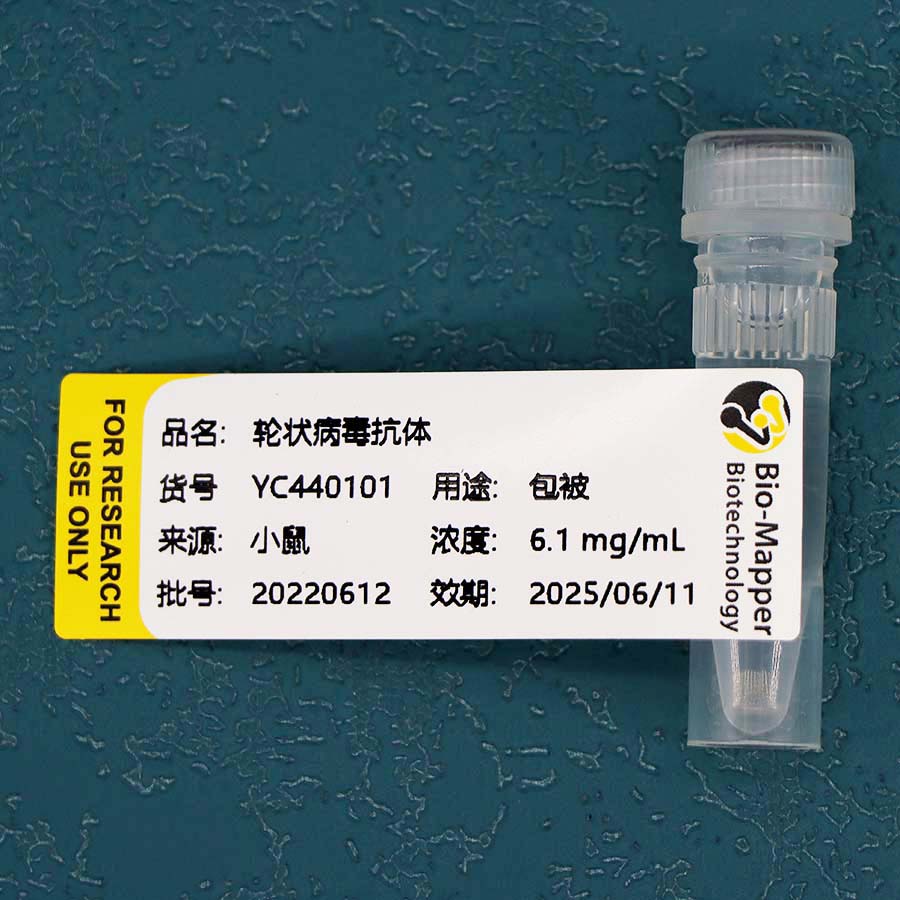 FOR RESEARCH
USE ONLY
品名: 轮状病毒抗体
货号 YC440101 用途: 包被
来源: 小鼠 浓度: 6.1 mg/mL
批号: 20220612 效期: 2025/06/11
Bio-Mapper
Biotechnology